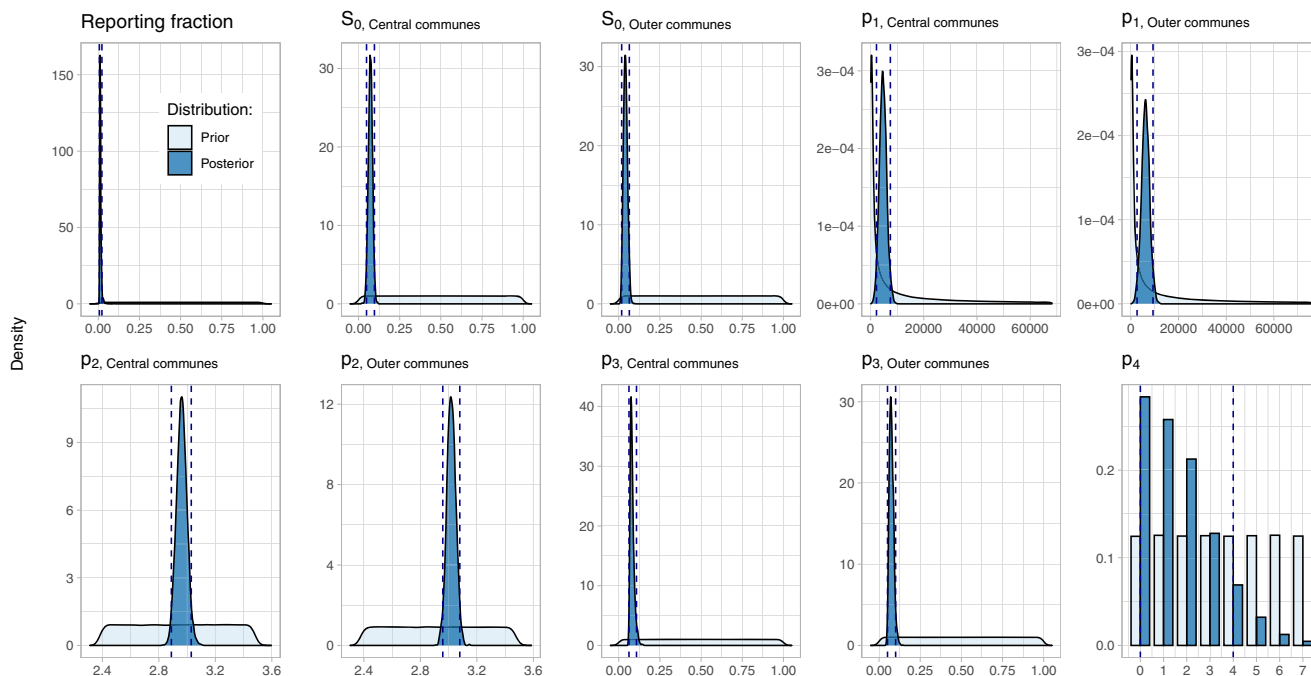 Reporting fraction
S0, Central communes
S0, Outer communes
p1, Central communes
p1, Outer communes
150
100
50
0
0.00 0.25 0.50 0.75 1.00
Distribution:
Prior
Posterior
30
20
10
0
0.00 0.25 0.50 0.75 1.00
30
20
10
0
0.00 0.25 0.50 0.75 1.00
3e−04
2e−04
1e−04
0e+00
0 20000 40000 60000
3e−04
2e−04
1e−04
0e+00
0 20000 40000 60000
Density
p2, Central communes
p2, Outer communes
p3, Central communes
p3, Outer communes
p4
9
6
3
0
2.4 2.8 3.2 3.6
12
8
4
0
2.4 2.8 3.2 3.6
40
30
20
10
0
0.00 0.25 0.50 0.75 1.00
30
20
10
0
0.00 0.25 0.50 0.75 1.00
0.2
0.1
0.0
0 1 2 3 4 5 6 7